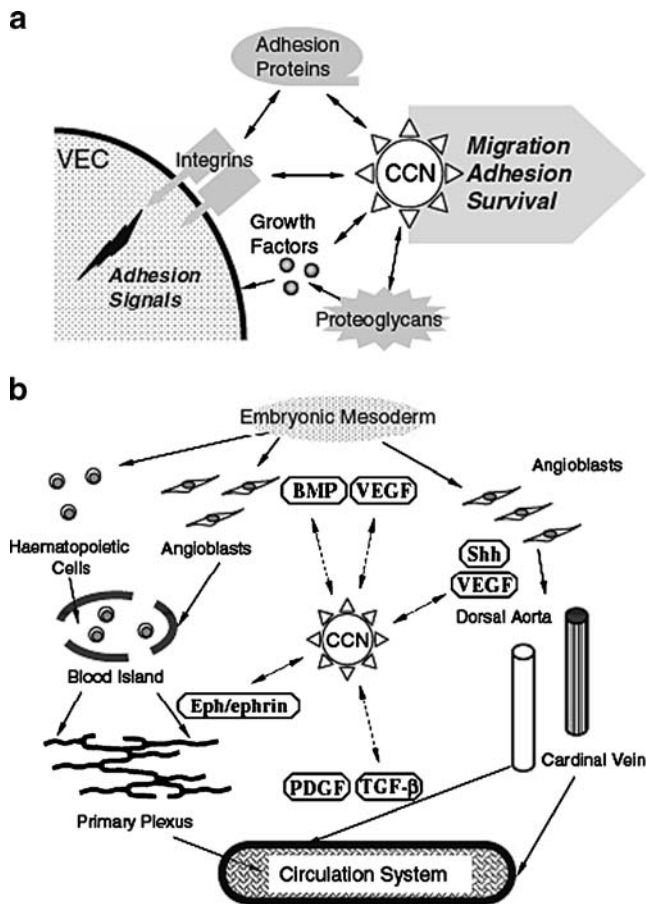 a
Adhesion
Proteins
VEC
Integrins
CCN
Migration
Adhesion
Survival
Growth
Factors
Adhesion
Signals
Proteoglycans
b
Embryonic Mesoderm
Angioblasts
BMP
VEGF
Haematopoietic
Cells
Angioblasts
Shh
VEGF
Dorsal Aorta
CCN
Blood Island
Eph/ephrin
Cardinal Vein
PDGF
TGF-β
Primary Plexus
Circulation System